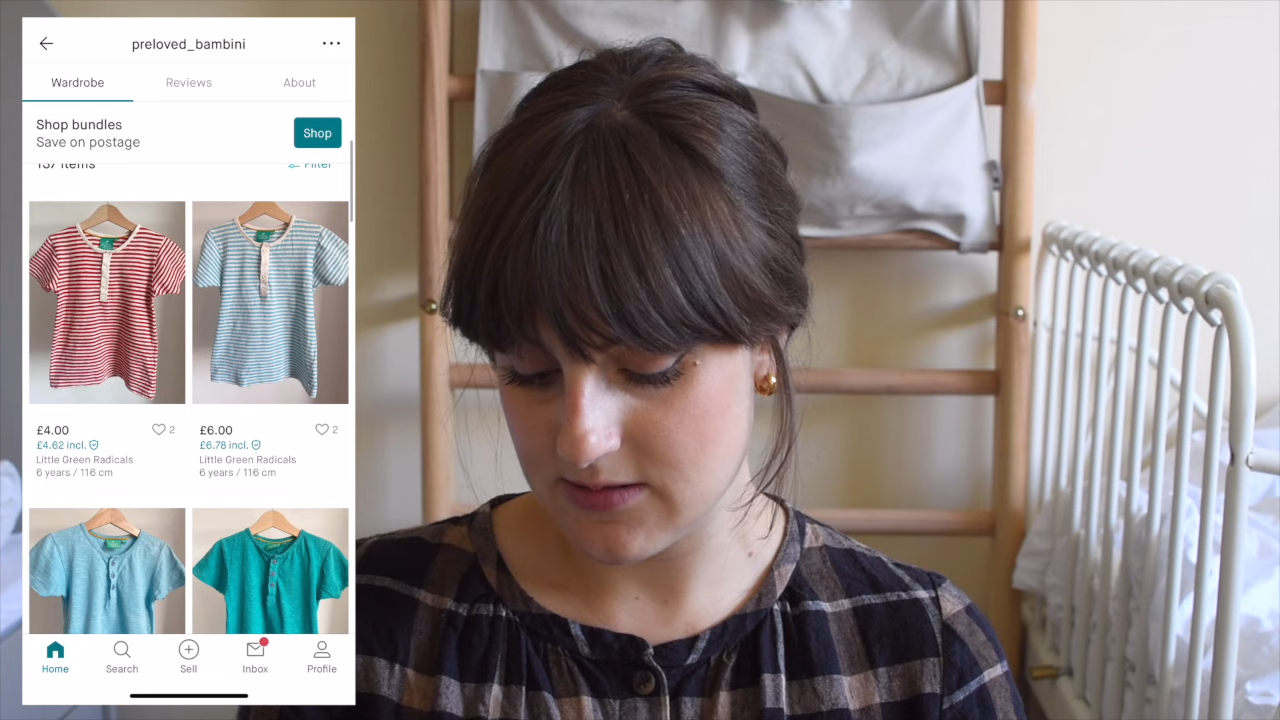 preloved_bambini
Wardrobe
Reviews
About
Shop bundles
Save on postage
Shop
137 items
Filter
£4.00
2
£4.62 incl.
Little Green Radicals
6 years / 116 cm
£6.00
2
£6.78 incl.
Little Green Radicals
6 years / 116 cm
Home
Search
Sell
Inbox
Profile